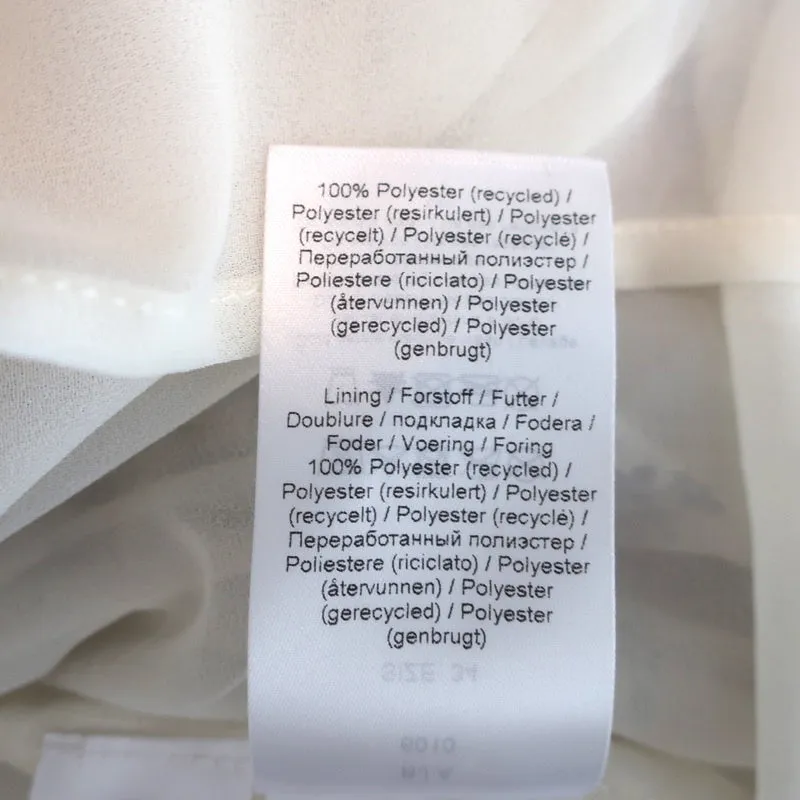 100% Polyester (recycled) /
Polyester (resirkulert) / Polyester
(recycelt) / Polyester (recyclé) /
Переработанный полиэстер /
Poliestere (riciclato) / Polyester
(återvunnen) / Polyester
(gerecycled) / Polyester
(genbrugt)
Lining / Forstoff / Futter /
Doublure / подкладка / Fodera /
Foder / Voering / Foring
100% Polyester (recycled) /
Polyester (resirkulert) / Polyester
(recycelt) / Polyester (recyclé) /
Переработанный полиэстер /
Poliestere (riciclato) / Polyester
(återvunnen) / Polyester
(gerecycled) / Polyester
(genbrugt)
SIZE 34